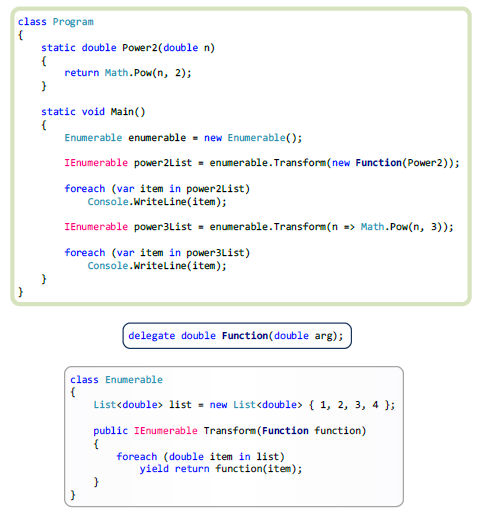 class Program
{
    static double Power2(double n)
    {
        return Math.Pow(n, 2);
    }

    static void Main()
    {
        Enumerable enumerable = new Enumerable();

        IEnumerable power2List = enumerable.Transform(new Function(Power2));

        foreach (var item in power2List)
            Console.WriteLine(item);

        IEnumerable power3List = enumerable.Transform(n => Math.Pow(n, 3));

        foreach (var item in power3List)
            Console.WriteLine(item);
    }
}
delegate double Function(double arg);
class Enumerable
{
    List<double> list = new List<double> { 1, 2, 3, 4 };

    public IEnumerable Transform(Function function)
    {
        foreach (double item in list)
            yield return function(item);
    }
}